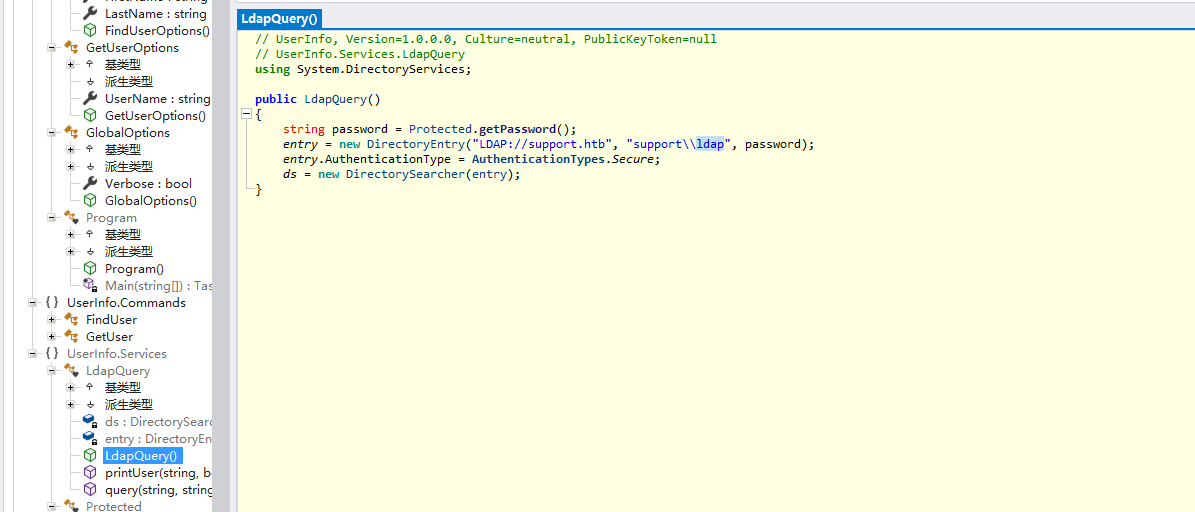 LastName : string
FindUserOptions()
GetUserOptions
基类型
派生类型
UserName : string
GetUserOptions()
GlobalOptions
基类型
派生类型
Verbose : bool
GlobalOptions()
Program
基类型
派生类型
Program()
Main(string[]) : Tas
UserInfo.Commands
FindUser
GetUser
UserInfo.Services
LdapQuery
基类型
派生类型
ds : DirectorySearc
entry : DirectoryEn
LdapQuery()
printUser(string, b
query(string, string
Protected
LdapQuery()
// UserInfo, Version=1.0.0.0, Culture=neutral, PublicKeyToken=null
// UserInfo.Services.LdapQuery
using System.DirectoryServices;
public LdapQuery()
{
string password = Protected.getPassword();
entry = new DirectoryEntry("LDAP://support.htb", "support\\ldap", password);
entry.AuthenticationType = AuthenticationTypes.Secure;
ds = new DirectorySearcher(entry);
}